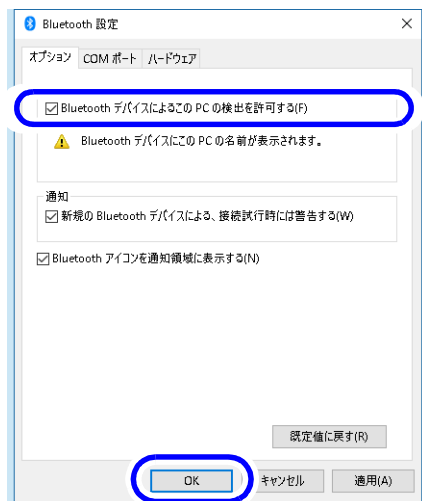 Bluetooth 設定
オプション COM ポート ハードウェア
Bluetooth デバイスによるこの PC の検出を許可する(F)
Bluetooth デバイスにこの PC の名前が表示されます。
通知
新規の Bluetooth デバイスによる、接続試行時には警告する(W)
Bluetooth アイコンを通知領域に表示する(N)
既定値に戻す(R)
OK キャンセル 適用(A)